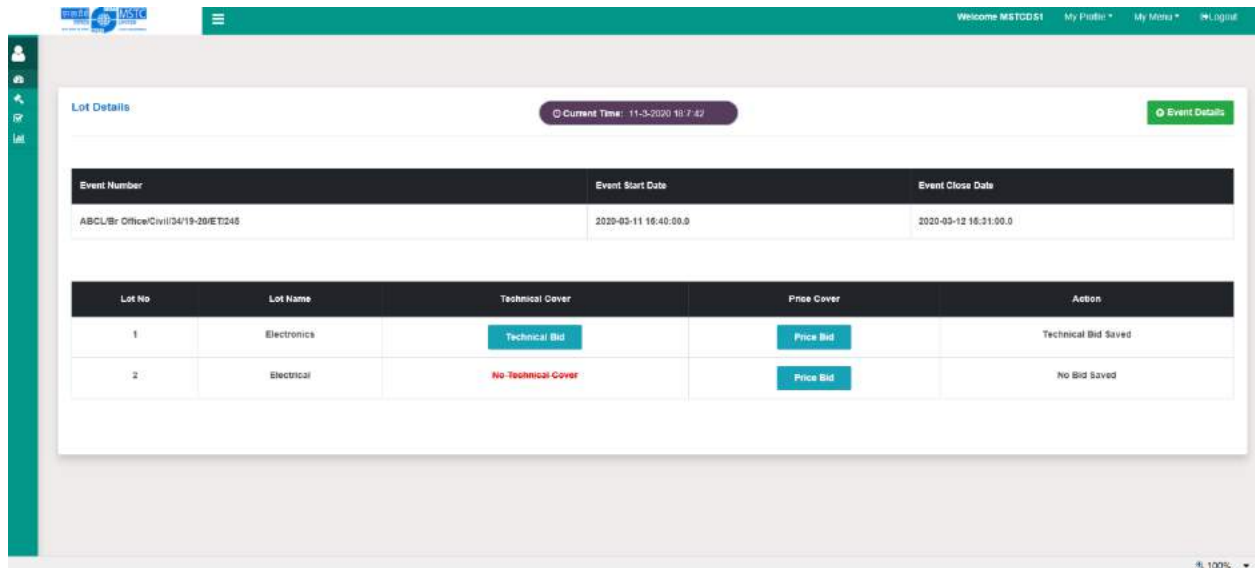 MSTC
Welcome MSTCDS1 My Profile My Menu Logout
Lot Details
Current Time: 11-3-2020 16:7:42
Event Details
Event Number Event Start Date Event Close Date
ABCL/Br Office/Civil/34/19-20/ET/245 2020-03-11 16:40:00.0 2020-03-12 16:31:00.0
Lot No Lot Name Technical Cover Price Cover Action
1 Electronics Technical Bid Price Bid Technical Bid Saved
2 Electrical No Technical Cover Price Bid No Bid Saved
100%